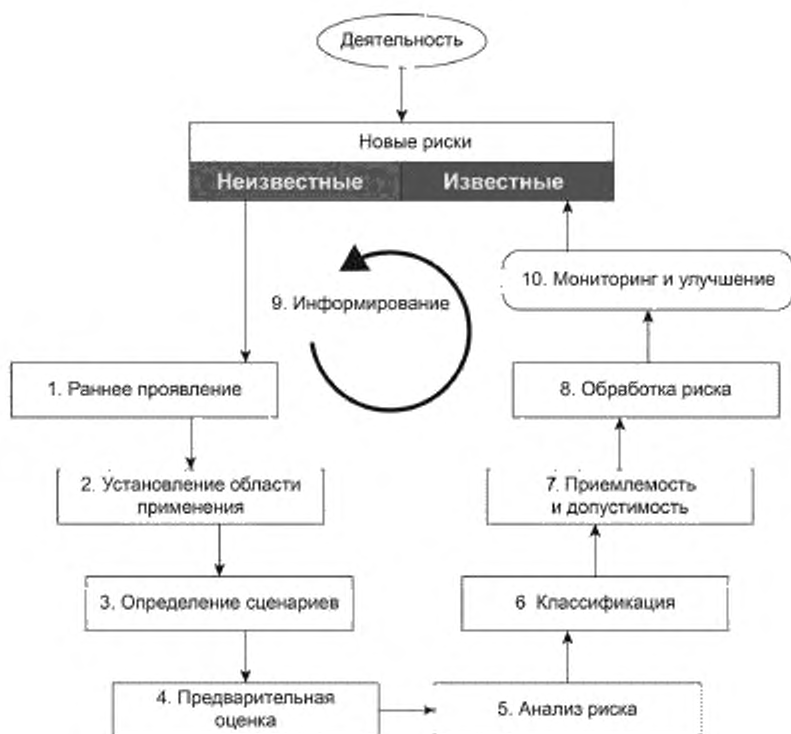 Деятельность
Новые риски
Неизвестные Известные
10. Мониторинг и улучшение
9. Информирование
1. Раннее проявление
8. Обработка риска
2. Установление области
применения
7. Приемлемость
и допустимость
3. Определение сценариев
6 Классификация
4. Предварительная
оценка
5. Анализ риска